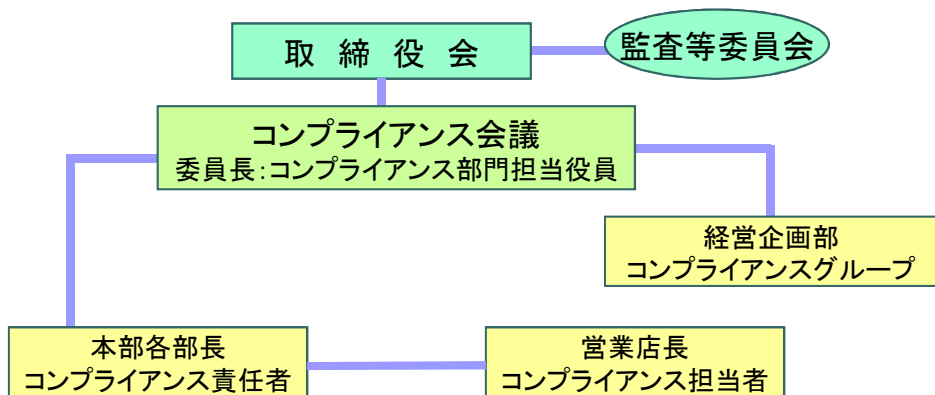 取 締 役 会
監査等委員会
コンプライアンス会議
委員長：コンプライアンス部門担当役員
経営企画部
コンプライアンスグループ
本部各部長
コンプライアンス責任者
営業店長
コンプライアンス担当者